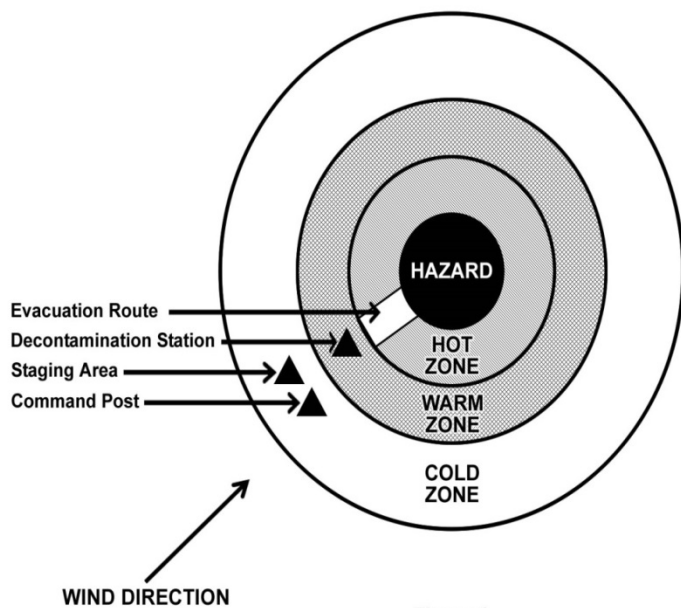 HAZARD
Evacuation Route
Decontamination Station
Staging Area
Command Post
HOT
ZONE
WARM
ZONE
COLD
ZONE
WIND DIRECTION